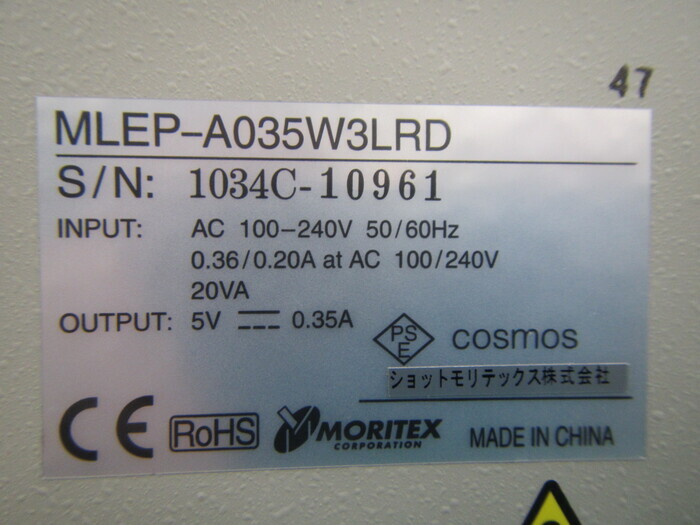 47
MLEP-A035W3LRD
S/N: 1034C-10961
INPUT: AC 100-240V 50/60Hz
0.36/0.20A at AC 100/240V
20VA
OUTPUT: 5V ⎓ 0.35A
PS
E
cosmos
ショットモリテックス株式会社
CE RoHS MORITEX
CORPORATION
MADE IN CHINA